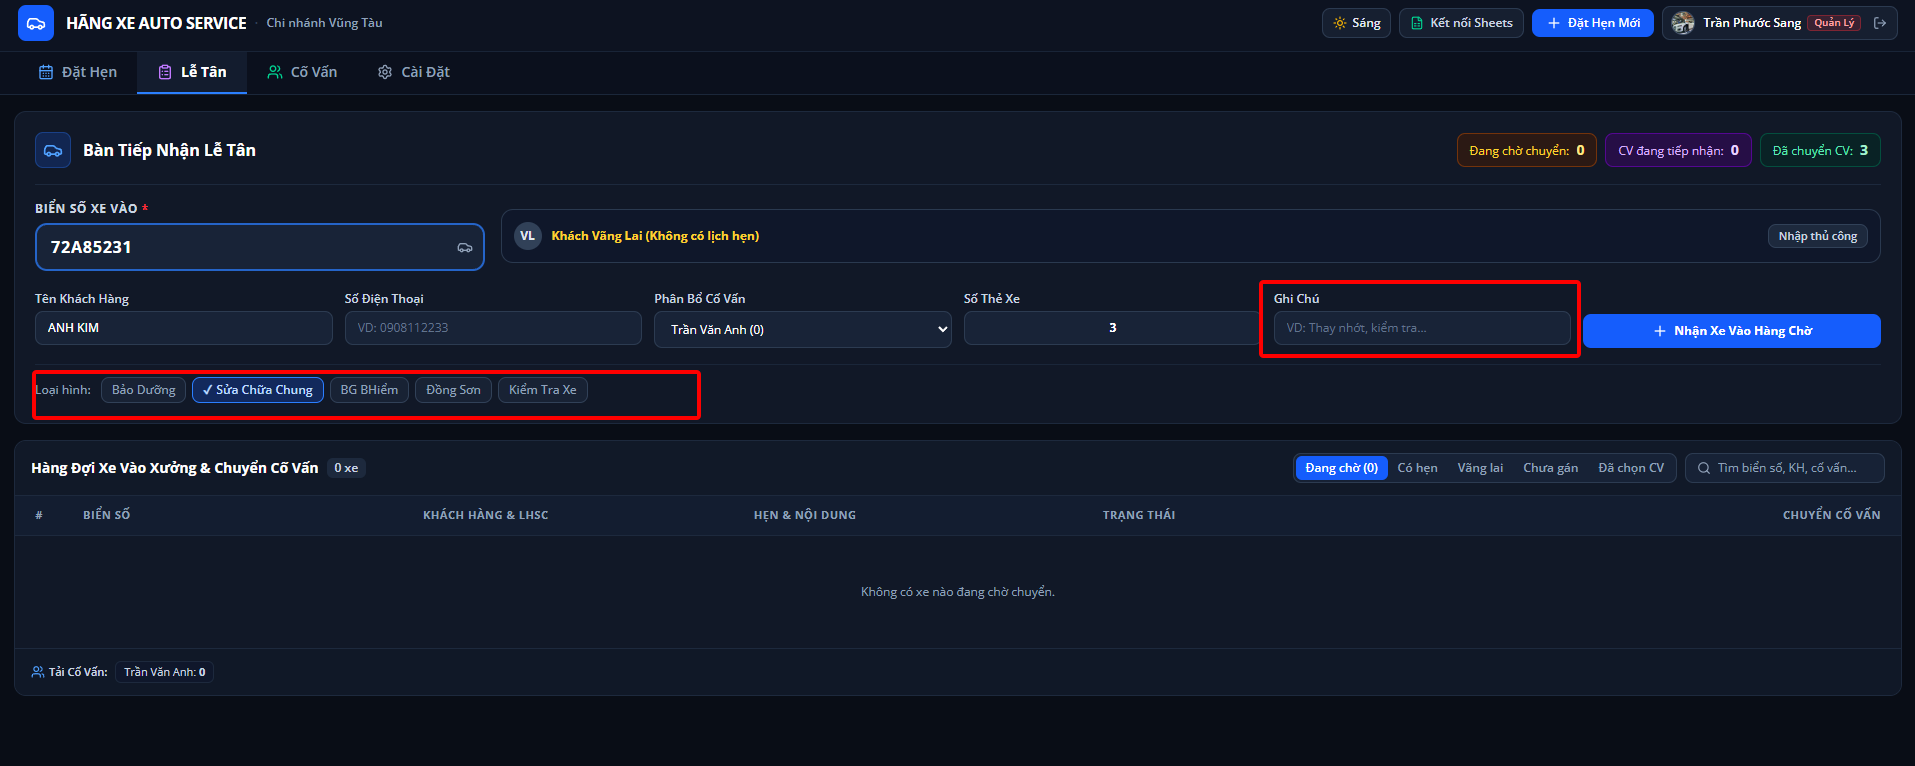 HÃNG XE AUTO SERVICE · Chi nhánh Vũng Tàu
Sáng
Kết nối Sheets
+ Đặt Hẹn Mới
Trần Phước Sang Quản Lý
Đặt Hẹn
Lễ Tân
Cố Vấn
Cài Đặt
Bàn Tiếp Nhận Lễ Tân
Đang chờ chuyển: 0
CV đang tiếp nhận: 0
Đã chuyển CV: 3
BIỂN SỐ XE VÀO *
72A85231
VL Khách Vãng Lai (Không có lịch hẹn)
Nhập thủ công
Tên Khách Hàng
ANH KIM
Số Điện Thoại
VD: 0908112233
Phân Bổ Cố Vấn
Trần Văn Anh (0)
Số Thẻ Xe
3
Ghi Chú
VD: Thay nhớt, kiểm tra...
+ Nhận Xe Vào Hàng Chờ
Loại hình: Bảo Dưỡng ✓ Sửa Chữa Chung BG BHiểm Đồng Sơn Kiểm Tra Xe
Hàng Đợi Xe Vào Xưởng & Chuyển Cố Vấn 0 xe
Đang chờ (0) Có hẹn Vãng lai Chưa gán Đã chọn CV
Tìm biển số, KH, cố vấn...
# BIỂN SỐ KHÁCH HÀNG & LHSC HẸN & NỘI DUNG TRẠNG THÁI CHUYỂN CỐ VẤN
Không có xe nào đang chờ chuyển.
Tải Cố Vấn: Trần Văn Anh: 0